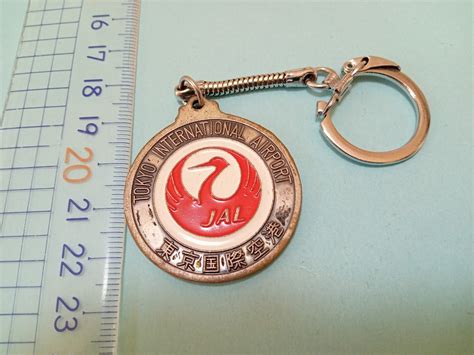 16
17
18
19
20
21
22
23
TOKYO INTERNATIONAL AIRPORT
JAL
東京国際空港